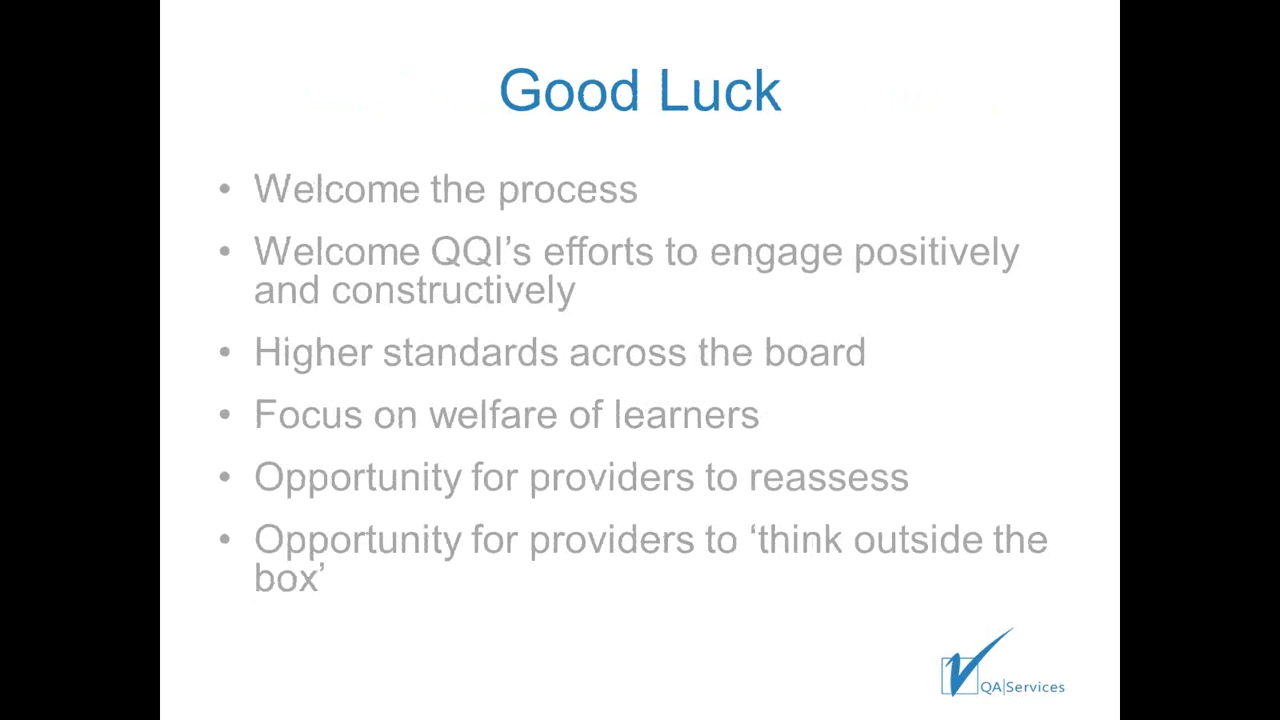 Good Luck
• Welcome the process
• Welcome QQI’s efforts to engage positively
and constructively
• Higher standards across the board
• Focus on welfare of learners
• Opportunity for providers to reassess
• Opportunity for providers to ‘think outside the
box’
QA|Services